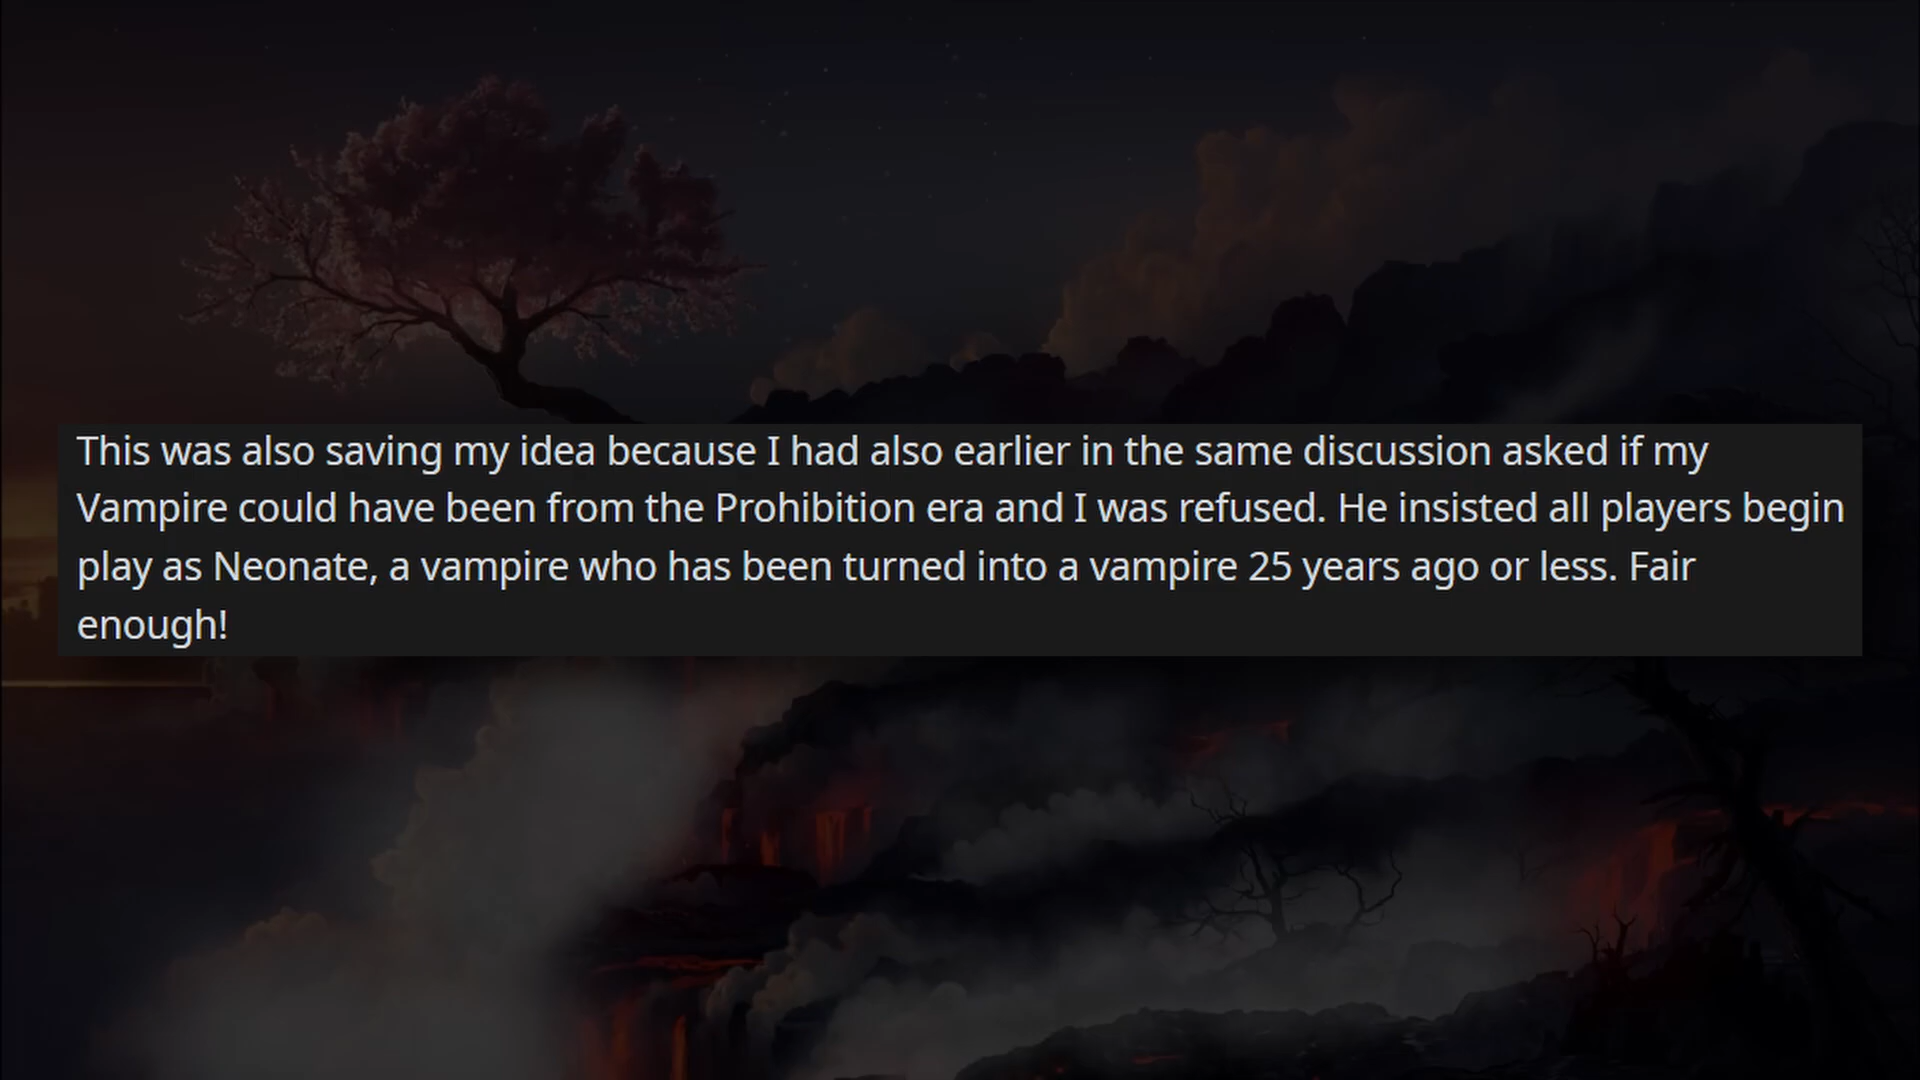 This was also saving my idea because I had also earlier in the same discussion asked if my
Vampire could have been from the Prohibition era and I was refused. He insisted all players begin
play as Neonate, a vampire who has been turned into a vampire 25 years ago or less. Fair
enough!